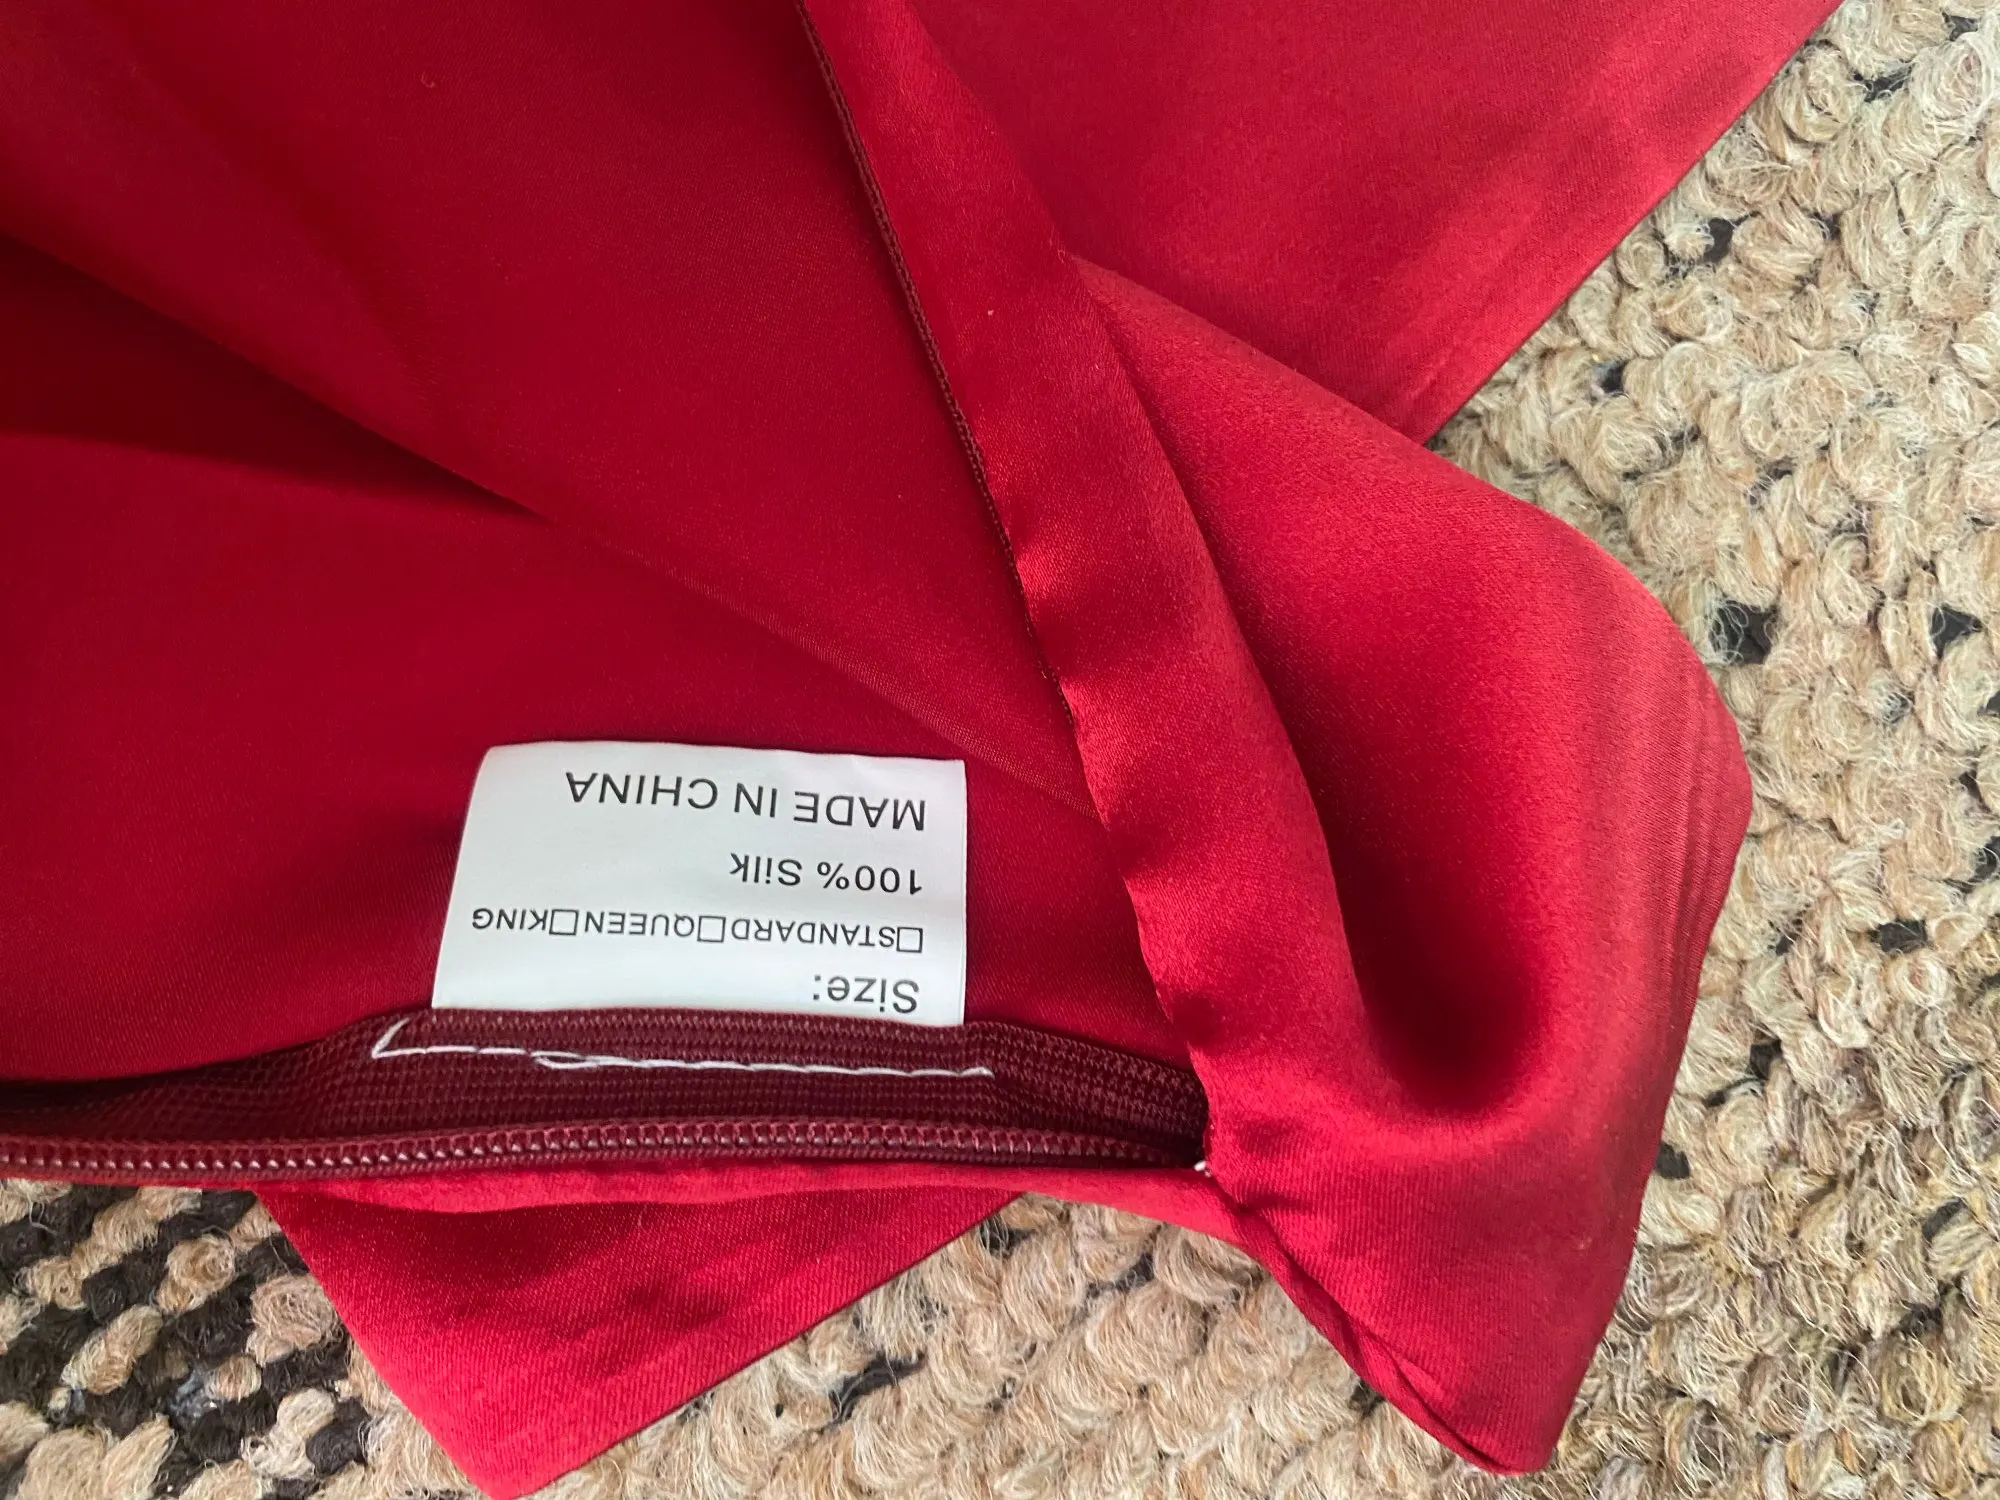 Size:
□STANDARD□QUEEN□KING
100% Silk
MADE IN CHINA